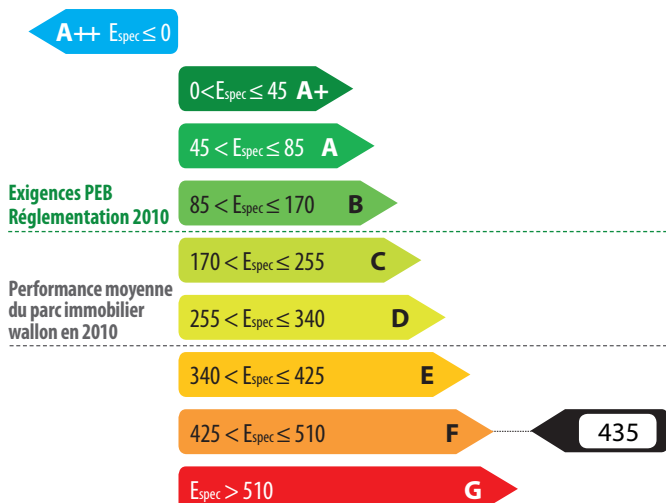 A++ Espec ≤ 0
0<Espec ≤ 45 A+
45 < Espec ≤ 85 A
Exigences PEB
Réglementation 2010
85 < Espec ≤ 170 B
170 < Espec ≤ 255 C
Performance moyenne
du parc immobilier
wallon en 2010
255 < Espec ≤ 340 D
340 < Espec ≤ 425 E
425 < Espec ≤ 510 F
435
Espec > 510 G